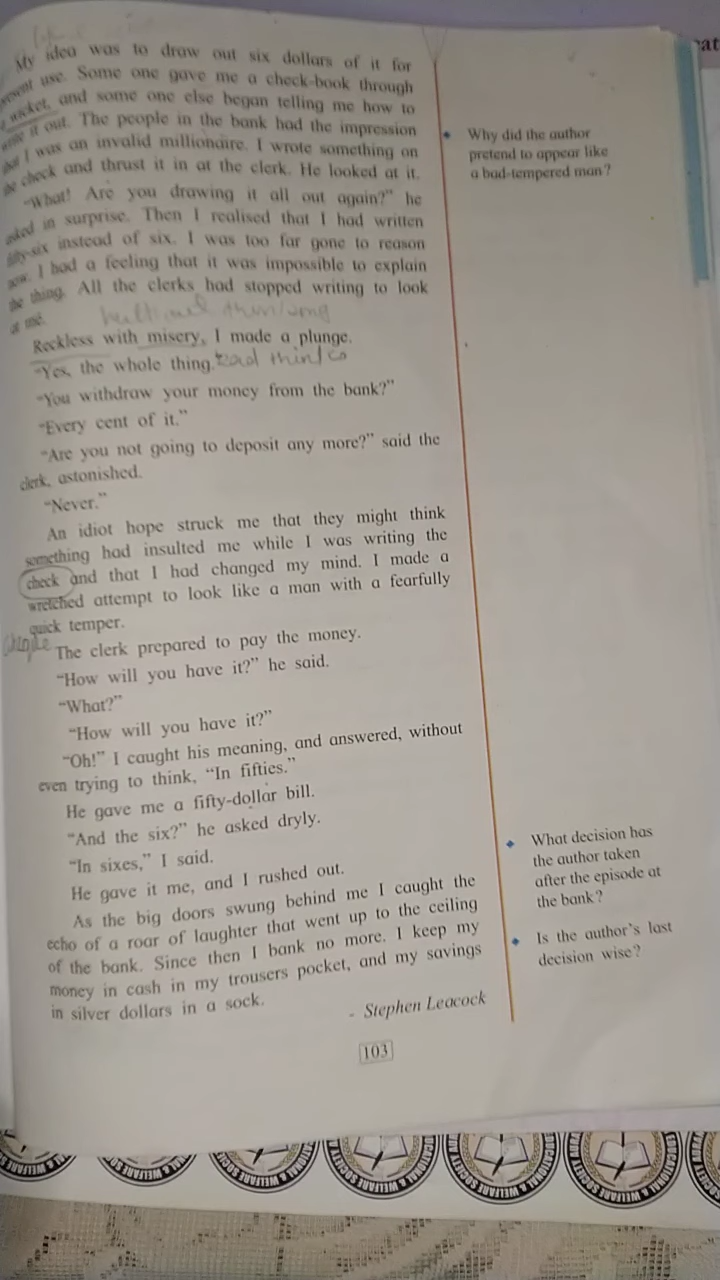 My idea was to draw out six dollars of it for
present use. Some one gave me a check-book through
a wicket, and some one else began telling me how to
write it out. The people in the bank had the impression
that I was an invalid millionaire. I wrote something on
the check and thrust it in at the clerk. He looked at it.
"What! Are you drawing it all out again?" he
asked in surprise. Then I realised that I had written
fifty-six instead of six. I was too far gone to reason
now. I had a feeling that it was impossible to explain
the thing. All the clerks had stopped writing to look
at me.
Reckless with misery, I made a plunge.
"Yes, the whole thing."
"You withdraw your money from the bank?"
"Every cent of it."
"Are you not going to deposit any more?" said the
clerk, astonished.
"Never."
An idiot hope struck me that they might think
something had insulted me while I was writing the
check and that I had changed my mind. I made a
wretched attempt to look like a man with a fearfully
quick temper.
The clerk prepared to pay the money.
"How will you have it?" he said.
"What?"
"How will you have it?"
"Oh!" I caught his meaning, and answered, without
even trying to think, "In fifties."
He gave me a fifty-dollar bill.
"And the six?" he asked dryly.
"In sixes," I said.
He gave it me, and I rushed out.
As the big doors swung behind me I caught the
echo of a roar of laughter that went up to the ceiling
of the bank. Since then I bank no more. I keep my
money in cash in my trousers pocket, and my savings
in silver dollars in a sock.
- Stephen Leacock
103
Why did the author
pretend to appear like
a bad-tempered man?
What decision has
the author taken
after the episode at
the bank?
Is the author's last
decision wise?